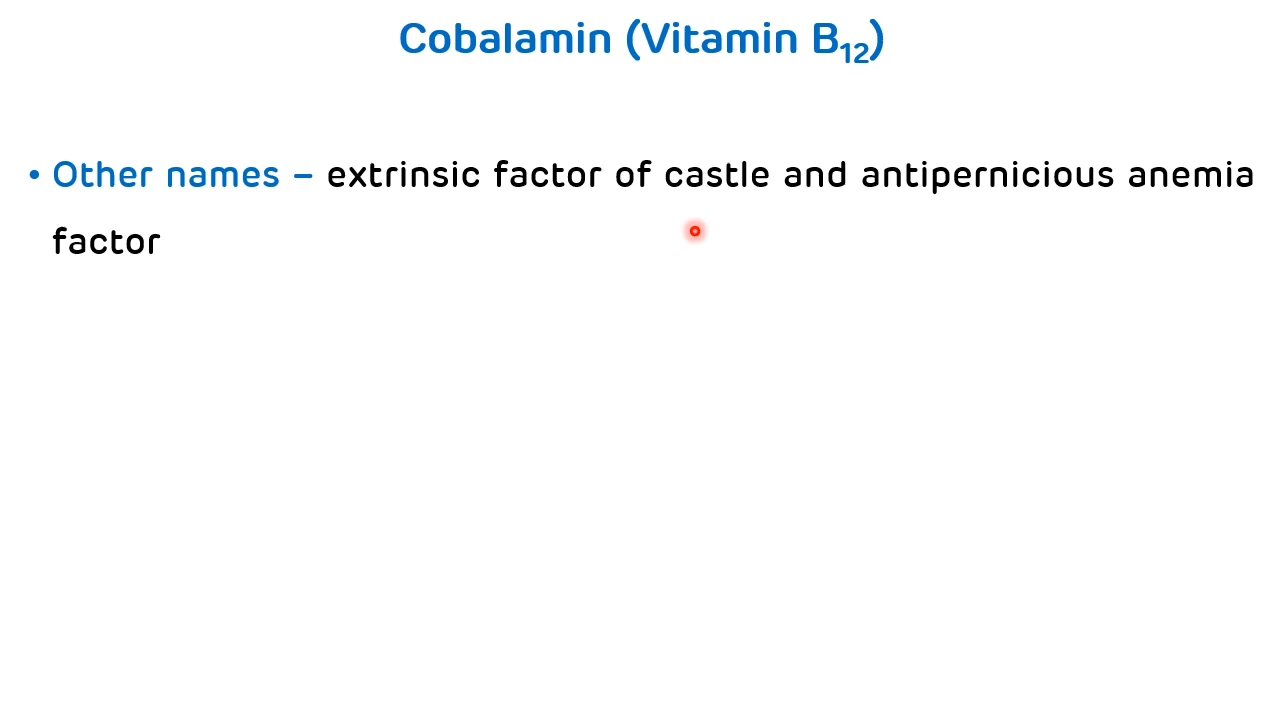 Cobalamin (Vitamin B12)
• Other names – extrinsic factor of castle and antipernicious anemia
factor